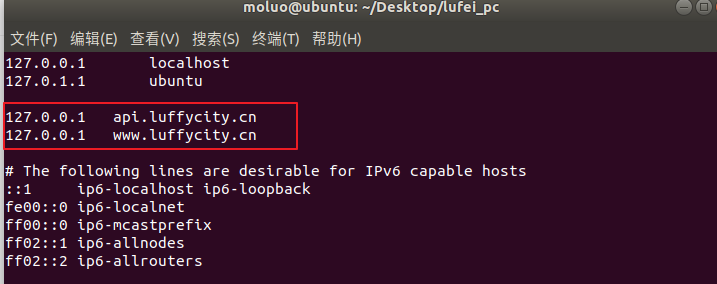 moluo@ubuntu: ~/Desktop/lufei_pc
文件(F) 编辑(E) 查看(V) 搜索(S) 终端(T) 帮助(H)
127.0.0.1 localhost
127.0.1.1 ubuntu
127.0.0.1 api.luffycity.cn
127.0.0.1 www.luffycity.cn
# The following lines are desirable for IPv6 capable hosts
::1 ip6-localhost ip6-loopback
fe00::0 ip6-localnet
ff00::0 ip6-mcastprefix
ff02::1 ip6-allnodes
ff02::2 ip6-allrouters